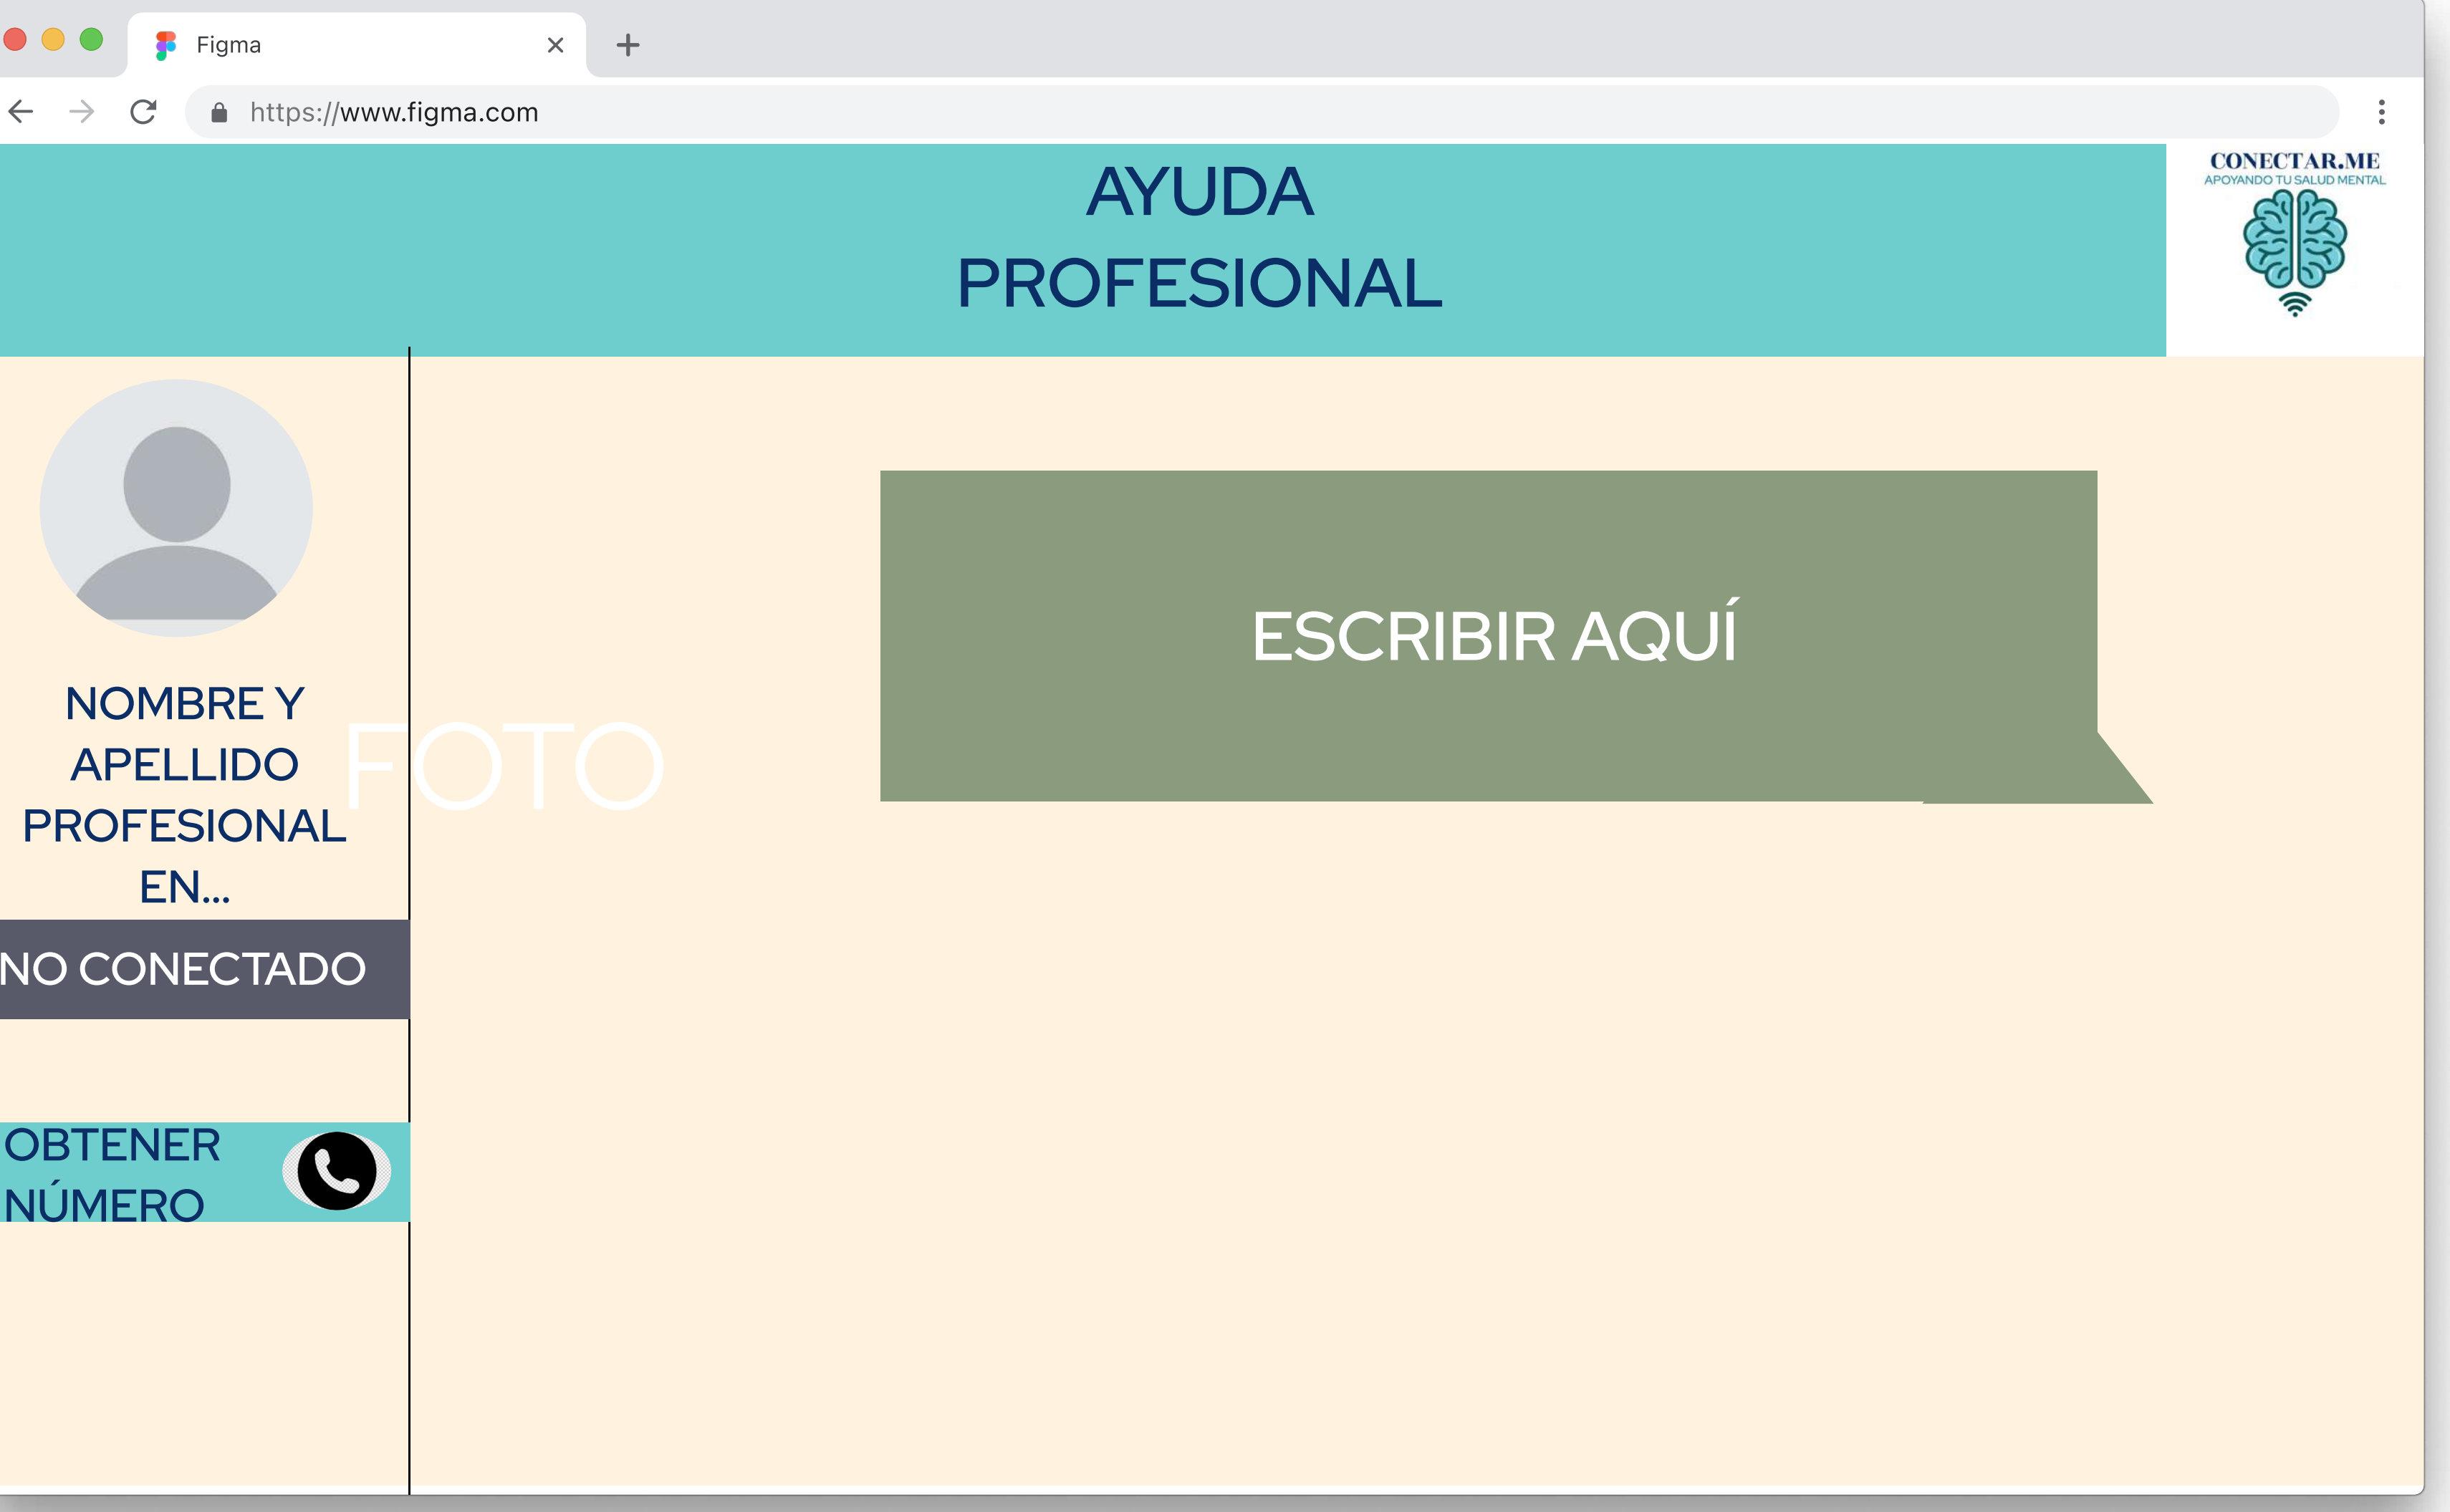 Figma
https://www.figma.com
AYUDA
PROFESIONAL
CONECTAR.ME
APOYANDO TU SALUD MENTAL
ESCRIBIR AQUÍ
NOMBRE Y
APELLIDO
PROFESIONAL
EN...
FOTO
NO CONECTADO
OBTENER
NÚMERO